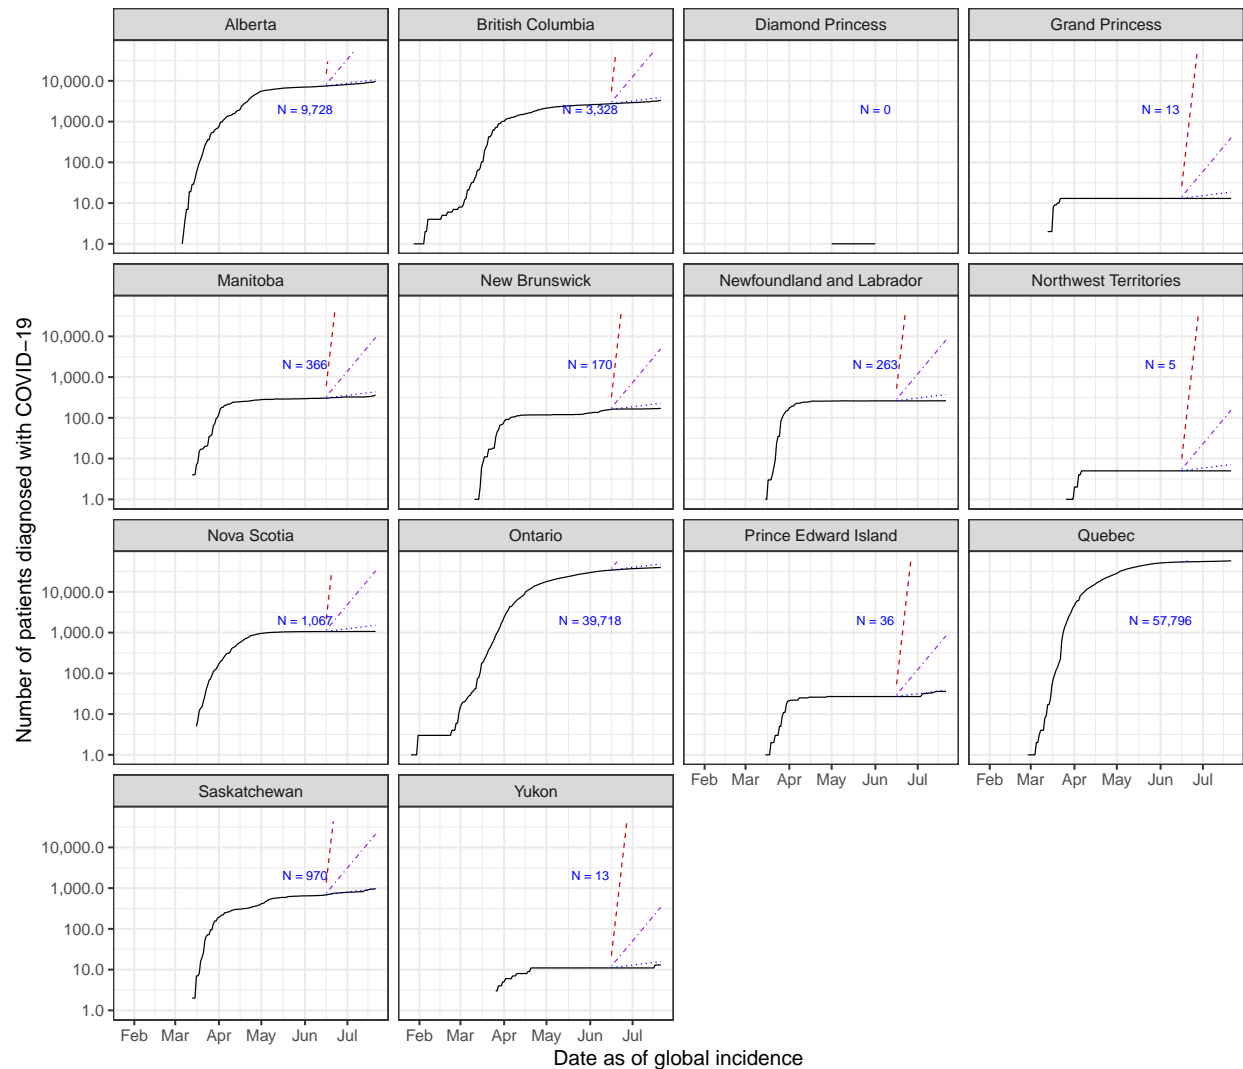 Alberta
British Columbia
Diamond Princess
Grand Princess
10,000.0
1,000.0
100.0
10.0
1.0
N = 9,728
N = 3,328
N = 0
N = 13
Manitoba
New Brunswick
Newfoundland and Labrador
Northwest Territories
10,000.0
1,000.0
100.0
10.0
1.0
N = 366
N = 170
N = 263
N = 5
Number of patients diagnosed with COVID−19
Nova Scotia
Ontario
Prince Edward Island
Quebec
10,000.0
1,000.0
100.0
10.0
1.0
N = 1,067
N = 39,718
N = 36
N = 57,796
Feb Mar Apr May Jun Jul
Feb Mar Apr May Jun Jul
Saskatchewan
Yukon
10,000.0
1,000.0
100.0
10.0
1.0
N = 970
N = 13
Feb Mar Apr May Jun Jul
Feb Mar Apr May Jun Jul
Date as of global incidence